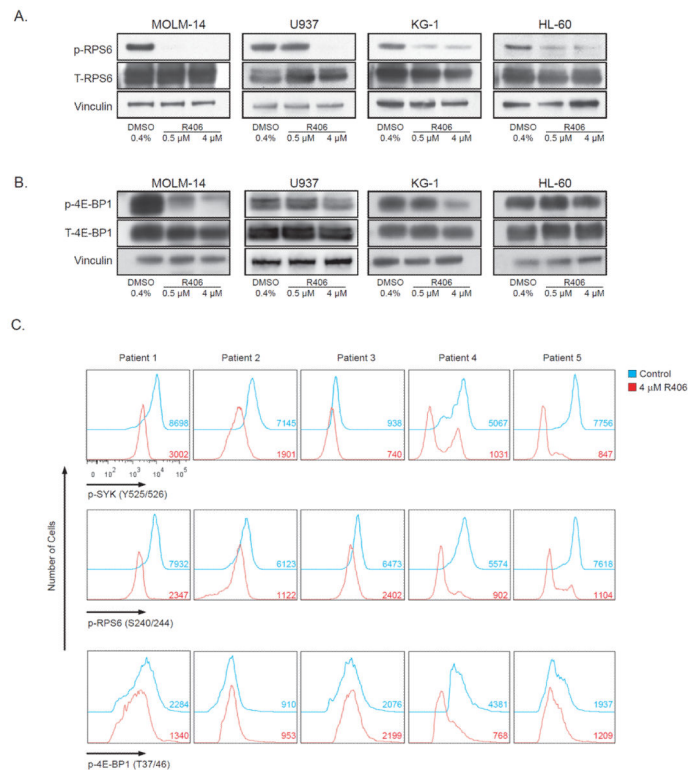 A.
MOLM-14 U937 KG-1 HL-60
p-RPS6
T-RPS6
Vinculin
DMSO R406 DMSO R406 DMSO R406 DMSO R406
0.4% 0.5 µM 4 µM 0.4% 0.5 µM 4 µM 0.4% 0.5 µM 4 µM 0.4% 0.5 µM 4 µM
B.
MOLM-14 U937 KG-1 HL-60
p-4E-BP1
T-4E-BP1
Vinculin
DMSO R406 DMSO R406 DMSO R406 DMSO R406
0.4% 0.5 µM 4 µM 0.4% 0.5 µM 4 µM 0.4% 0.5 µM 4 µM 0.4% 0.5 µM 4 µM
C.
Patient 1 Patient 2 Patient 3 Patient 4 Patient 5
Control
4 µM R406
8698 7145 938 5067 7756
3002 1901 740 1031 847
0 10² 10³ 10⁴ 10⁵
p-SYK (Y525/526)
Number of Cells
7932 6123 6473 5574 7618
2347 1122 2402 902 1104
p-RPS6 (S240/244)
2284 910 2076 4381 1937
1340 953 2199 768 1209
p-4E-BP1 (T37/46)